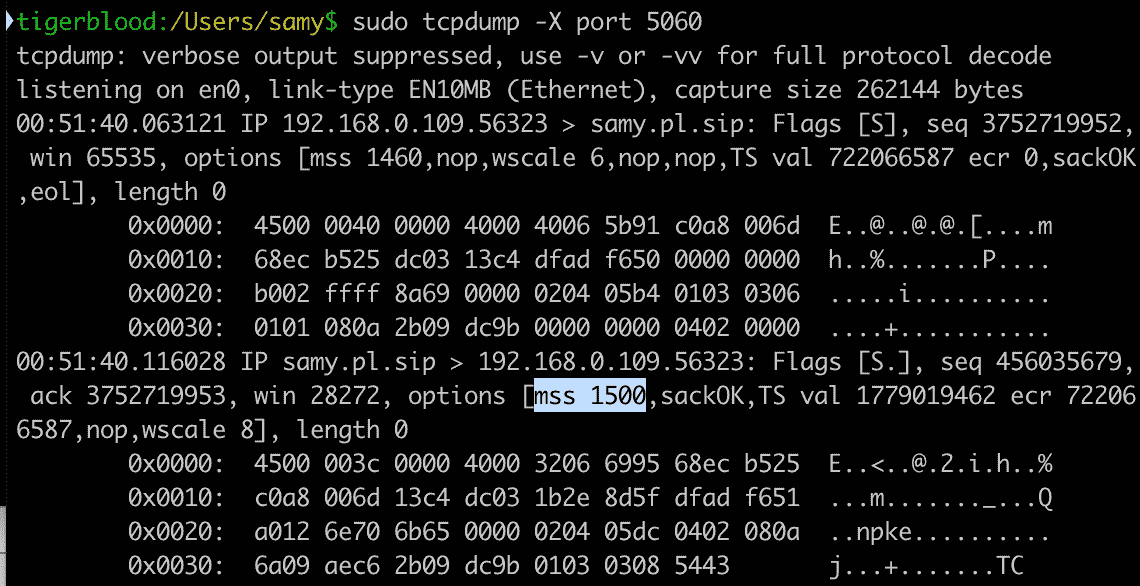 tigerblood:/Users/samy$ sudo tcpdump -X port 5060
tcpdump: verbose output suppressed, use -v or -vv for full protocol decode
listening on en0, link-type EN10MB (Ethernet), capture size 262144 bytes
00:51:40.063121 IP 192.168.0.109.56323 > samy.pl.sip: Flags [S], seq 3752719952,
 win 65535, options [mss 1460,nop,wscale 6,nop,nop,TS val 722066587 ecr 0,sackOK
,eol], length 0
        0x0000:  4500 0040 0000 4000 4006 5b91 c0a8 006d  E..@..@.@.[....m
        0x0010:  68ec b525 dc03 13c4 dfad f650 0000 0000  h..%.......P....
        0x0020:  b002 ffff 8a69 0000 0204 05b4 0103 0306  .....i..........
        0x0030:  0101 080a 2b09 dc9b 0000 0000 0402 0000  ....+...........
00:51:40.116028 IP samy.pl.sip > 192.168.0.109.56323: Flags [S.], seq 456035679,
 ack 3752719953, win 28272, options [mss 1500,sackOK,TS val 1779019462 ecr 72206
6587,nop,wscale 8], length 0
        0x0000:  4500 003c 0000 4000 3206 6995 68ec b525  E..<..@.2.i.h..%
        0x0010:  c0a8 006d 13c4 dc03 1b2e 8d5f dfad f651  ...m......._...Q
        0x0020:  a012 6e70 6b65 0000 0204 05dc 0402 080a  ..npke..........
        0x0030:  6a09 aec6 2b09 dc9b 0103 0308 5443       j...+.......TC